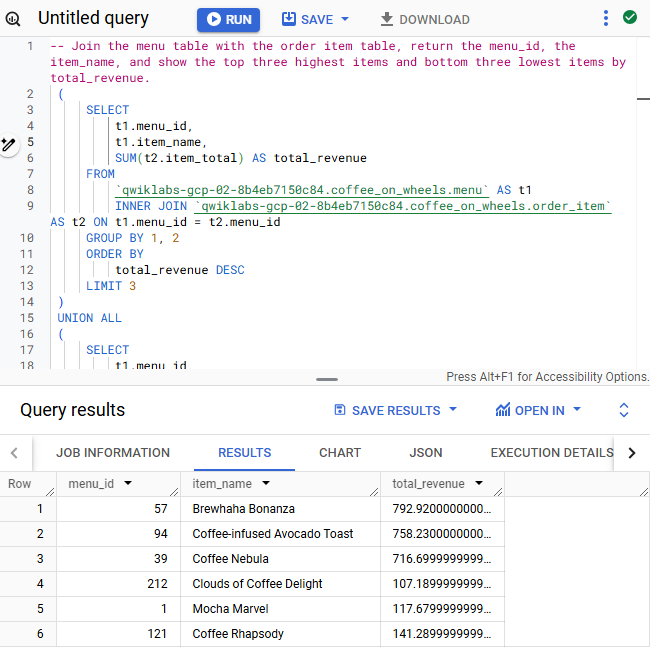 Untitled query
RUN
SAVE
DOWNLOAD
1 -- Join the menu table with the order item table, return the menu_id, the
item_name, and show the top three highest items and bottom three lowest items by
total_revenue.
2 (
3 SELECT
4 t1.menu_id,
5 t1.item_name,
6 SUM(t2.item_total) AS total_revenue
7 FROM
8 `qwiklabs-gcp-02-8b4eb7150c84.coffee_on_wheels.menu` AS t1
9 INNER JOIN `qwiklabs-gcp-02-8b4eb7150c84.coffee_on_wheels.order_item`
AS t2 ON t1.menu_id = t2.menu_id
10 GROUP BY 1, 2
11 ORDER BY
12 total_revenue DESC
13 LIMIT 3
14 )
15 UNION ALL
16 (
17 SELECT
18 t1.menu_id
Press Alt+F1 for Accessibility Options.
Query results
SAVE RESULTS
OPEN IN
JOB INFORMATION RESULTS CHART JSON EXECUTION DETAILS
Row menu_id item_name total_revenue
1 57 Brewhaha Bonanza 792.9200000000…
2 94 Coffee-infused Avocado Toast 758.2300000000…
3 39 Coffee Nebula 716.6999999999…
4 212 Clouds of Coffee Delight 107.1899999999…
5 1 Mocha Marvel 117.6799999999…
6 121 Coffee Rhapsody 141.2899999999…